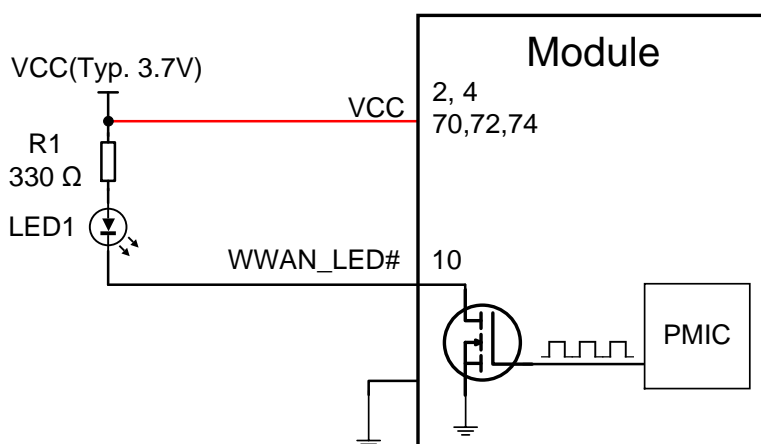 Module
VCC(Typ. 3.7V)
VCC
2, 4
70,72,74
R1
330 Ω
LED1
WWAN_LED#
10
PMIC